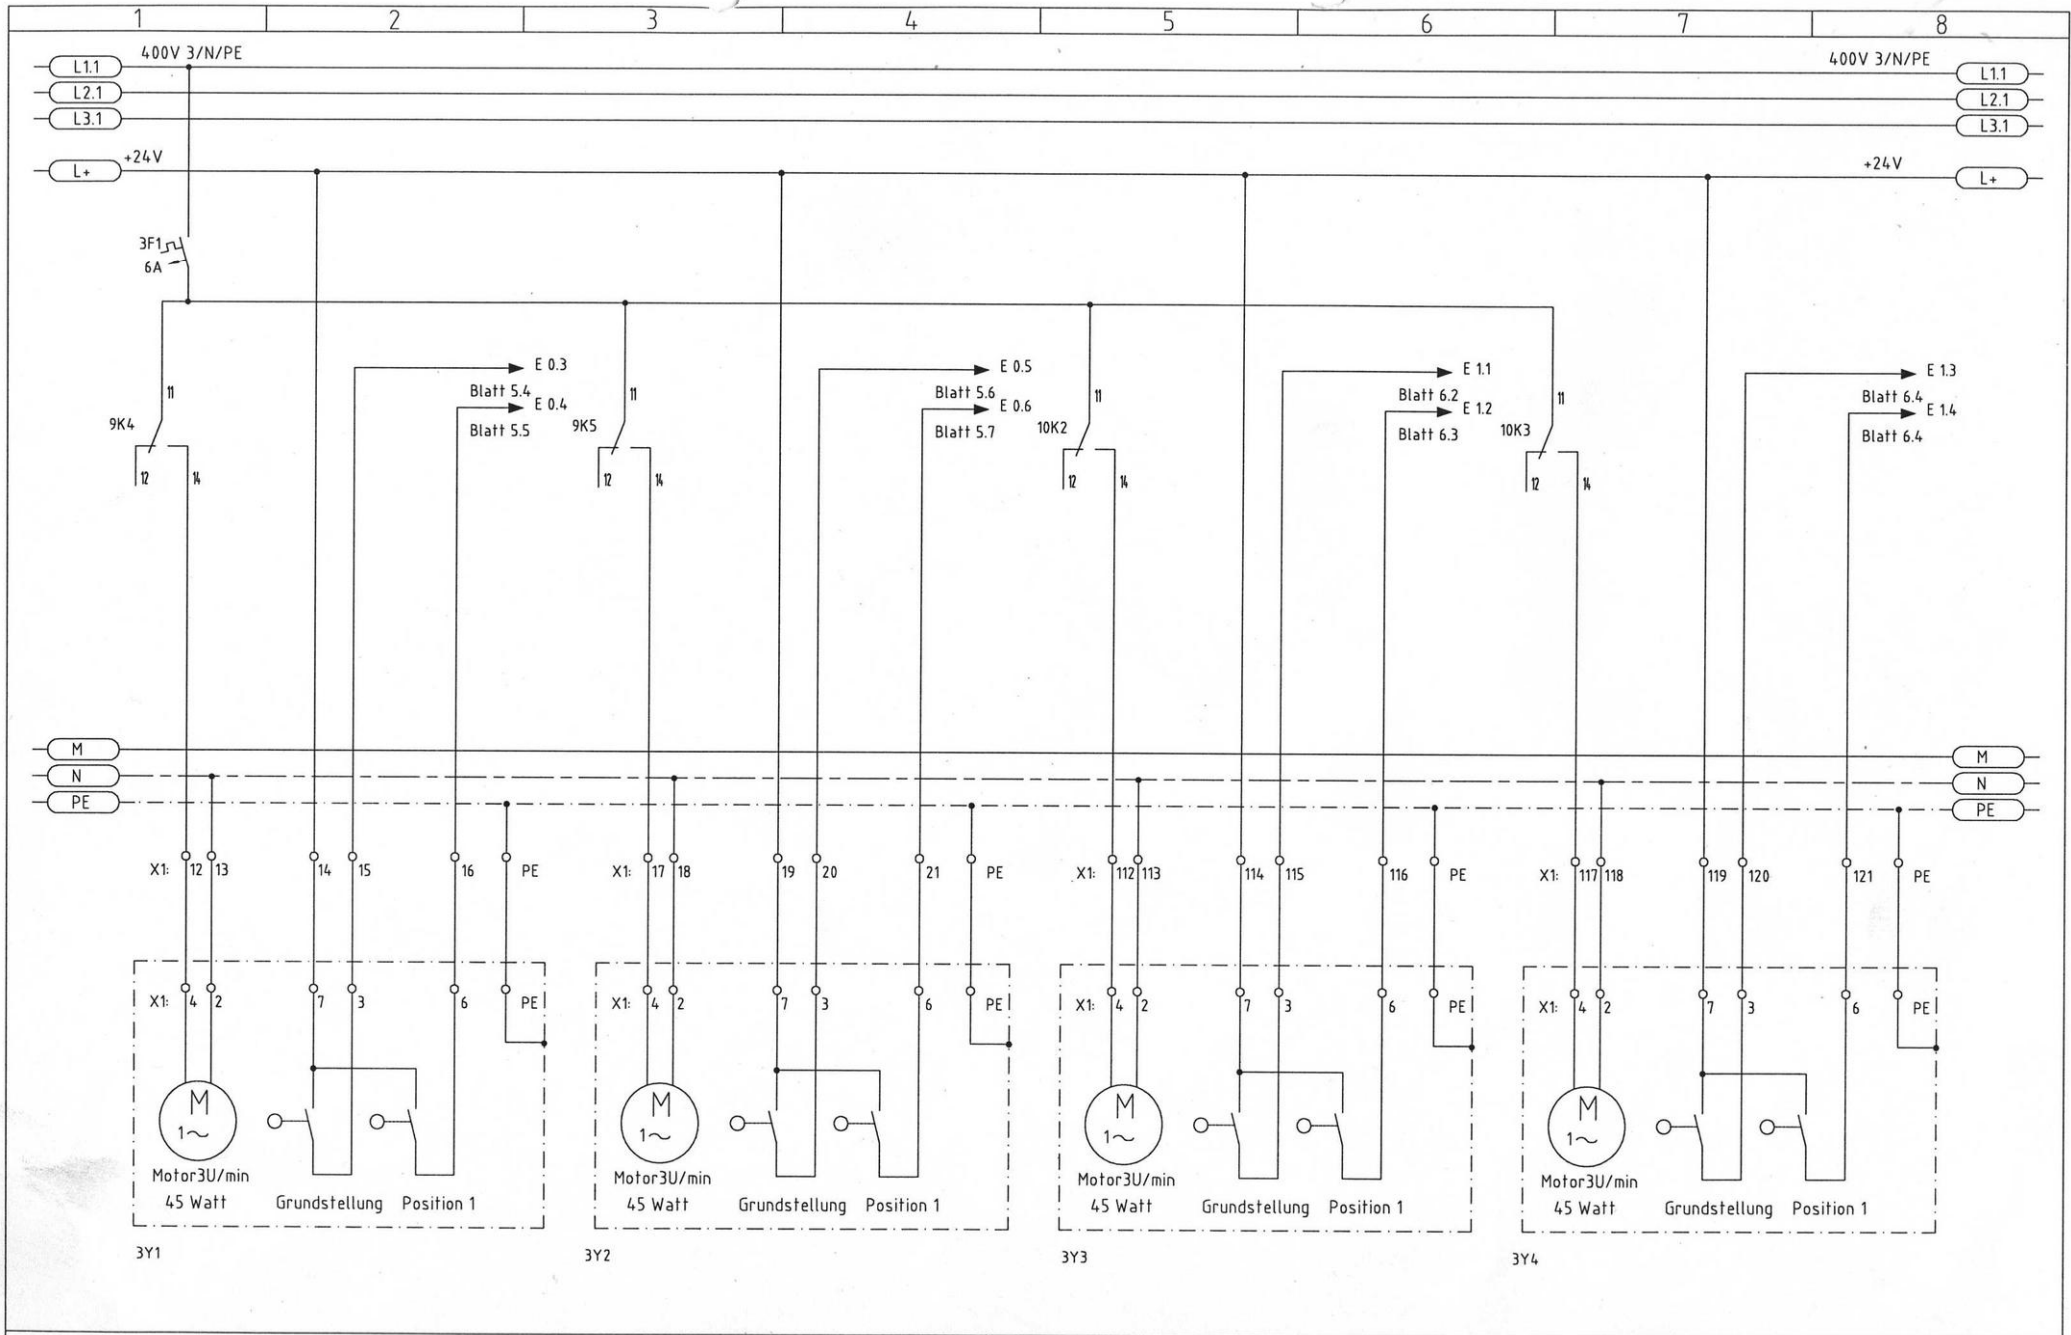 1 2 3 4 5 6 7 8
400V 3/N/PE 400V 3/N/PE
L1.1 L1.1
L2.1 L2.1
L3.1 L3.1
+24V +24V
L+ L+
3F1
6A
E 0.3 E 0.5 E 1.1 E 1.3
Blatt 5.4 Blatt 5.6 Blatt 6.2 Blatt 6.4
11 11 11 11
E 0.4 E 0.6 E 1.2 E 1.4
9K4 9K5 10K2 10K3
Blatt 5.5 Blatt 5.7 Blatt 6.3 Blatt 6.4
12 14 12 14 12 14 12 14
M M
N N
PE PE
X1: 12 13 14 15 16 PE X1: 17 18 19 20 21 PE X1: 112 113 114 115 116 PE X1: 117 118 119 120 121 PE
X1: 4 2 7 3 6 PE X1: 4 2 7 3 6 PE X1: 4 2 7 3 6 PE X1: 4 2 7 3 6 PE
M M M M
1~ 1~ 1~ 1~
Motor3U/min Motor3U/min Motor3U/min Motor3U/min
45 Watt Grundstellung Position 1 45 Watt Grundstellung Position 1 45 Watt Grundstellung Position 1 45 Watt Grundstellung Position 1
3Y1 3Y2 3Y3 3Y4